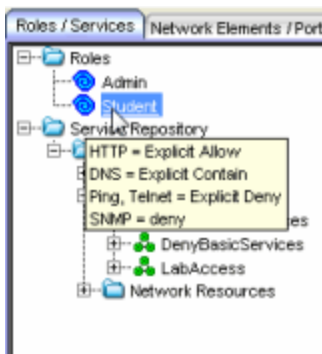 Roles / Services Network Elements / Port
Roles
Admin
Student
Service Repository
HTTP = Explicit Allow
DNS = Explicit Contain
Ping, Telnet = Explicit Deny
SNMP = deny
es
DenyBasicServices
LabAccess
Network Resources